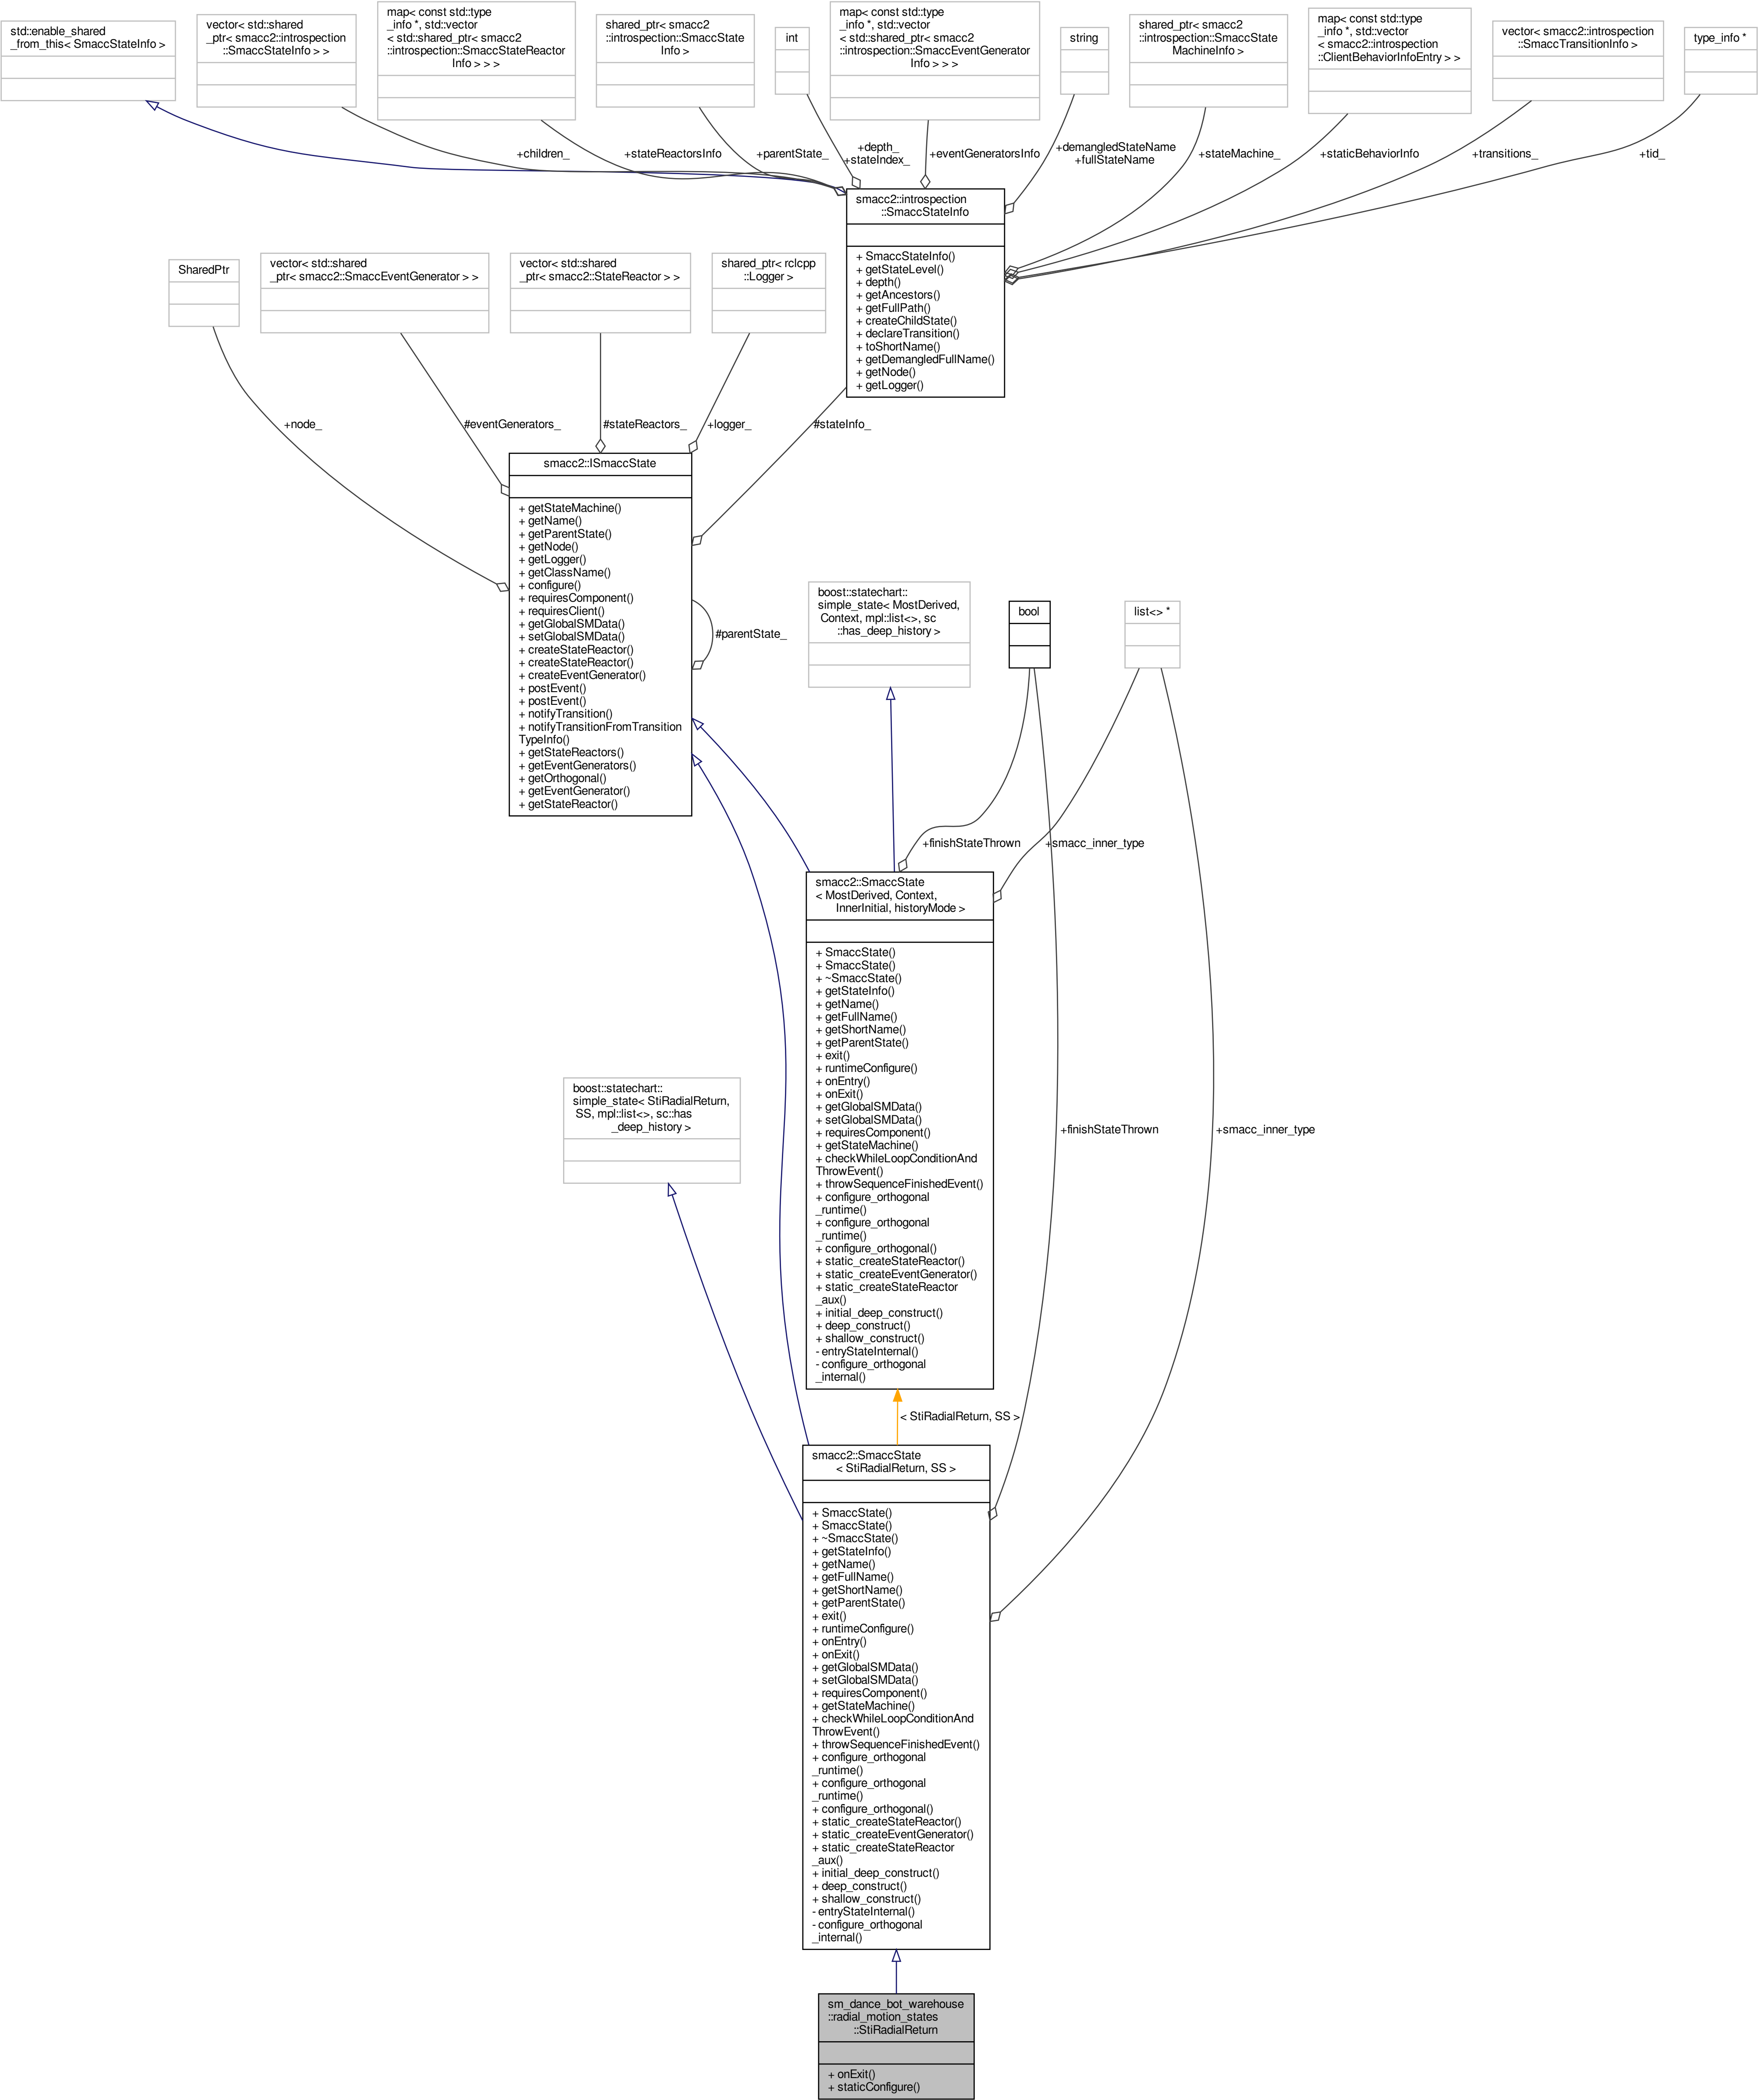 std::enable_shared
_from_this< SmaccStateInfo >
vector< std::shared
_ptr< smacc2::introspection
::SmaccStateInfo > >
map< const std::type
_info *, std::vector
< std::shared_ptr< smacc2
::introspection::SmaccStateReactor
Info > > >
shared_ptr< smacc2
::introspection::SmaccState
Info >
int
map< const std::type
_info *, std::vector
< std::shared_ptr< smacc2
::introspection::SmaccEventGenerator
Info > > >
string
shared_ptr< smacc2
::introspection::SmaccState
MachineInfo >
map< const std::type
_info *, std::vector
< smacc2::introspection
::ClientBehaviorInfoEntry > >
vector< smacc2::introspection
::SmaccTransitionInfo >
type_info *
+children_
+stateReactorsInfo
+parentState_
+depth_
+stateIndex_
+eventGeneratorsInfo
+demangledStateName
+fullStateName
+stateMachine_
+staticBehaviorInfo
+transitions_
+tid_
smacc2::introspection
::SmaccStateInfo
+ SmaccStateInfo()
+ getStateLevel()
+ depth()
+ getAncestors()
+ getFullPath()
+ createChildState()
+ declareTransition()
+ toShortName()
+ getDemangledFullName()
+ getNode()
+ getLogger()
SharedPtr
vector< std::shared
_ptr< smacc2::SmaccEventGenerator > >
vector< std::shared
_ptr< smacc2::StateReactor > >
shared_ptr< rclcpp
::Logger >
+node_
#eventGenerators_
#stateReactors_
+logger_
#stateInfo_
smacc2::ISmaccState
+ getStateMachine()
+ getName()
+ getParentState()
+ getNode()
+ getLogger()
+ getClassName()
+ configure()
+ requiresComponent()
+ requiresClient()
+ getGlobalSMData()
+ setGlobalSMData()
+ createStateReactor()
+ createStateReactor()
+ createEventGenerator()
+ postEvent()
+ postEvent()
+ notifyTransition()
+ notifyTransitionFromTransition
TypeInfo()
+ getStateReactors()
+ getEventGenerators()
+ getOrthogonal()
+ getEventGenerator()
+ getStateReactor()
#parentState_
boost::statechart::
simple_state< MostDerived,
Context, mpl::list<>, sc
::has_deep_history >
bool
list<> *
+finishStateThrown
+smacc_inner_type
smacc2::SmaccState
< MostDerived, Context,
InnerInitial, historyMode >
+ SmaccState()
+ SmaccState()
+ ~SmaccState()
+ getStateInfo()
+ getName()
+ getFullName()
+ getShortName()
+ getParentState()
+ exit()
+ runtimeConfigure()
+ onEntry()
+ onExit()
+ getGlobalSMData()
+ setGlobalSMData()
+ requiresComponent()
+ getStateMachine()
+ checkWhileLoopConditionAnd
ThrowEvent()
+ throwSequenceFinishedEvent()
+ configure_orthogonal
_runtime()
+ configure_orthogonal
_runtime()
+ configure_orthogonal()
+ static_createStateReactor()
+ static_createEventGenerator()
+ static_createStateReactor
_aux()
+ initial_deep_construct()
+ deep_construct()
+ shallow_construct()
- entryStateInternal()
- configure_orthogonal
_internal()
boost::statechart::
simple_state< StiRadialReturn,
SS, mpl::list<>, sc::has
_deep_history >
+finishStateThrown
+smacc_inner_type
< StiRadialReturn, SS >
smacc2::SmaccState
< StiRadialReturn, SS >
+ SmaccState()
+ SmaccState()
+ ~SmaccState()
+ getStateInfo()
+ getName()
+ getFullName()
+ getShortName()
+ getParentState()
+ exit()
+ runtimeConfigure()
+ onEntry()
+ onExit()
+ getGlobalSMData()
+ setGlobalSMData()
+ requiresComponent()
+ getStateMachine()
+ checkWhileLoopConditionAnd
ThrowEvent()
+ throwSequenceFinishedEvent()
+ configure_orthogonal
_runtime()
+ configure_orthogonal
_runtime()
+ configure_orthogonal()
+ static_createStateReactor()
+ static_createEventGenerator()
+ static_createStateReactor
_aux()
+ initial_deep_construct()
+ deep_construct()
+ shallow_construct()
- entryStateInternal()
- configure_orthogonal
_internal()
sm_dance_bot_warehouse
::radial_motion_states
::StiRadialReturn
+ onExit()
+ staticConfigure()